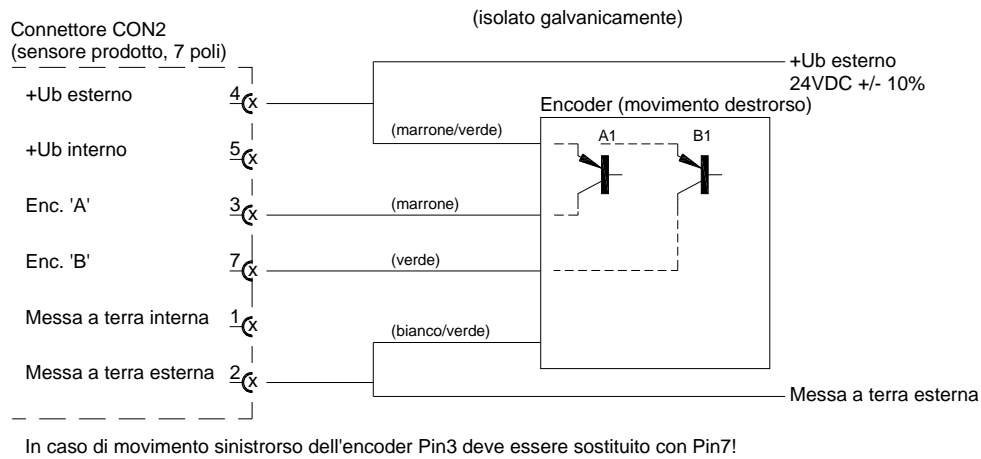 (isolato galvanicamente)
Connettore CON2
(sensore prodotto, 7 poli)
+Ub esterno
24VDC +/- 10%
+Ub esterno
4
x
Encoder (movimento destrorso)
(marrone/verde)
A1
B1
+Ub interno
5
x
Enc. 'A'
3
x
(marrone)
Enc. 'B'
7
x
(verde)
Messa a terra interna
1
x
(bianco/verde)
Messa a terra esterna
2
x
Messa a terra esterna
In caso di movimento sinistrorso dell'encoder Pin3 deve essere sostituito con Pin7!